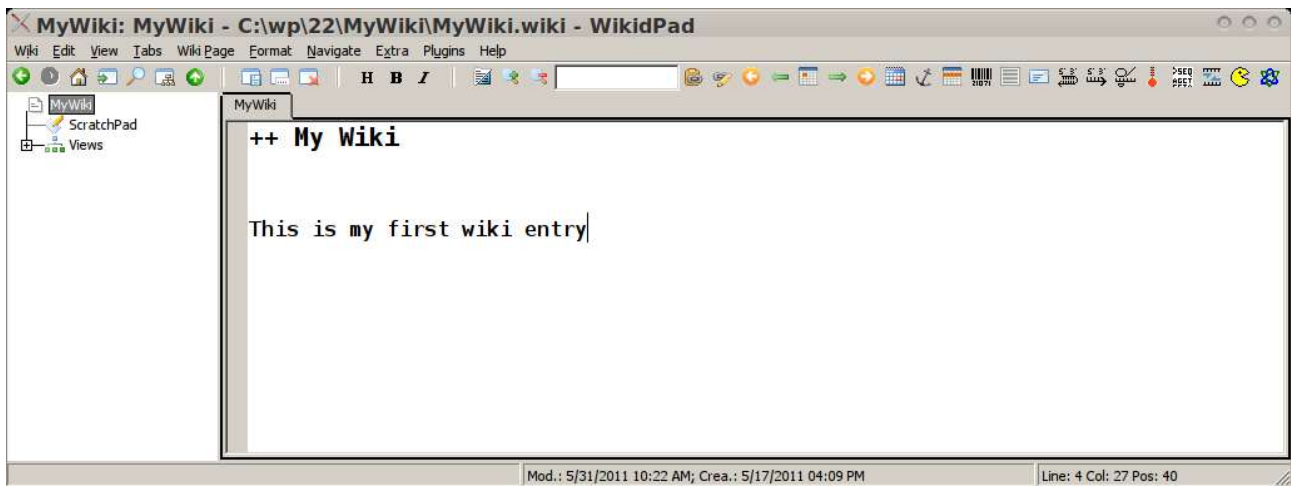 MyWiki: MyWiki - C:\wp\22\MyWiki\MyWiki.wiki - WikidPad
Wiki Edit View Tabs Wiki Page Format Navigate Extra Plugins Help
H B I
MyWiki
ScratchPad
Views
MyWiki
++ My Wiki
This is my first wiki entry
Mod.: 5/31/2011 10:22 AM; Crea.: 5/17/2011 04:09 PM
Line: 4 Col: 27 Pos: 40